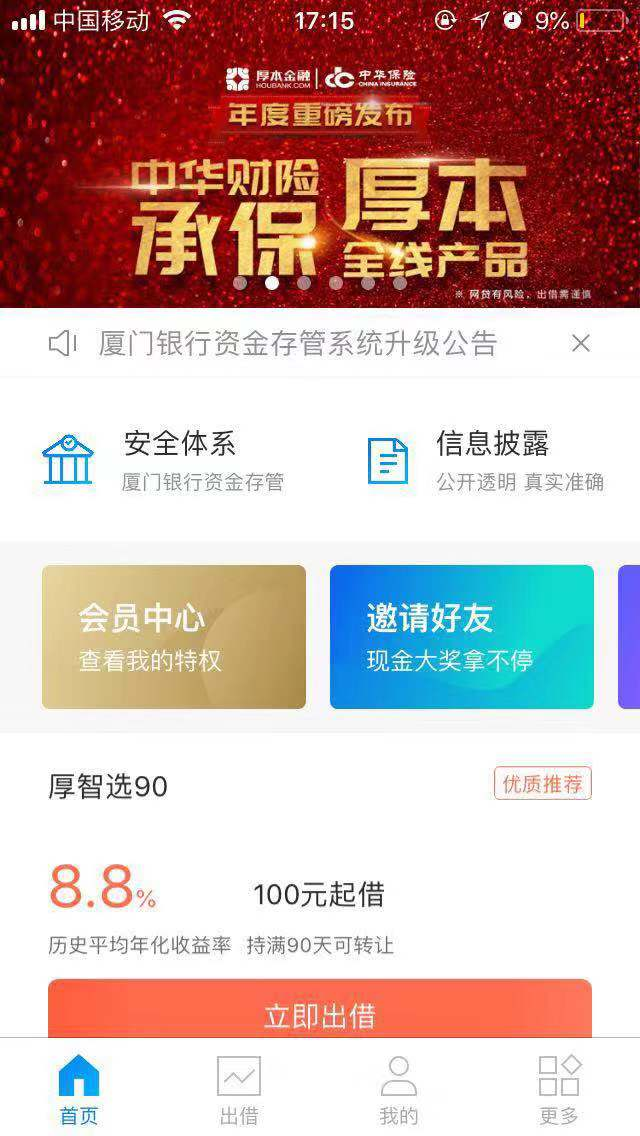 中国移动
17:15
9%
厚本金融 中华保险
HOUBANK.COM CHINA INSURANCE
年度重磅发布
中华财险
承保
厚本
全线产品
※ 网贷有风险，出借需谨慎
厦门银行资金存管系统升级公告
安全体系
厦门银行资金存管
信息披露
公开透明 真实准确
会员中心
查看我的特权
邀请好友
现金大奖拿不停
厚智选90
优质推荐
8.8%
100元起借
历史平均年化收益率
持满90天可转让
立即出借
首页
出借
我的
更多